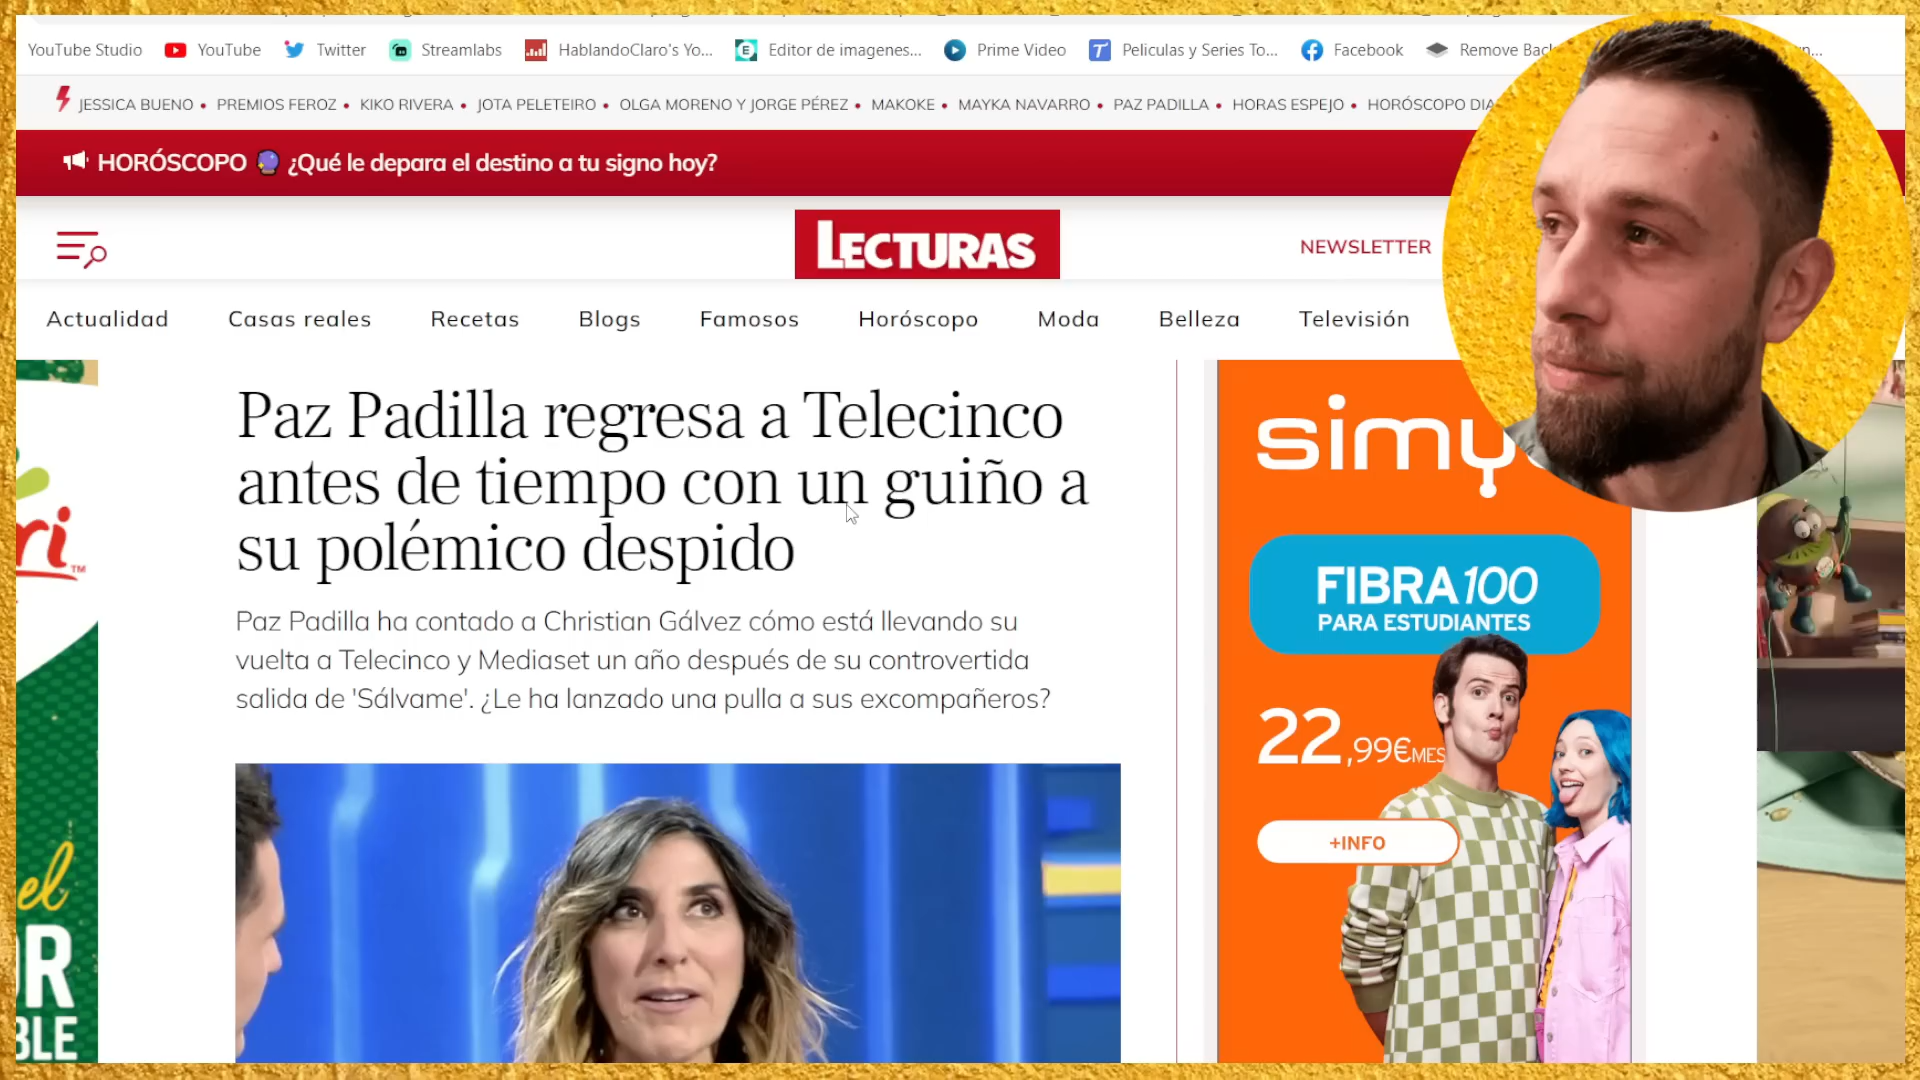 YouTube Studio YouTube Twitter Streamlabs HablandoClaro's Yo... Editor de imagenes... Prime Video Peliculas y Series To... Facebook Remove Bac
JESSICA BUENO • PREMIOS FEROZ • KIKO RIVERA • JOTA PELETEIRO • OLGA MORENO Y JORGE PÉREZ • MAKOKE • MAYKA NAVARRO • PAZ PADILLA • HORAS ESPEJO • HORÓSCOPO DIA
HORÓSCOPO 🔮 ¿Qué le depara el destino a tu signo hoy?
LECTURAS
NEWSLETTER
Actualidad Casas reales Recetas Blogs Famosos Horóscopo Moda Belleza Televisión
Paz Padilla regresa a Telecinco
antes de tiempo con un guiño a
su polémico despido
Paz Padilla ha contado a Christian Gálvez cómo está llevando su
vuelta a Telecinco y Mediaset un año después de su controvertida
salida de 'Sálvame'. ¿Le ha lanzado una pulla a sus excompañeros?
simy
FIBRA100
PARA ESTUDIANTES
22,99€MES
+INFO
ri™
el
OR
BLE